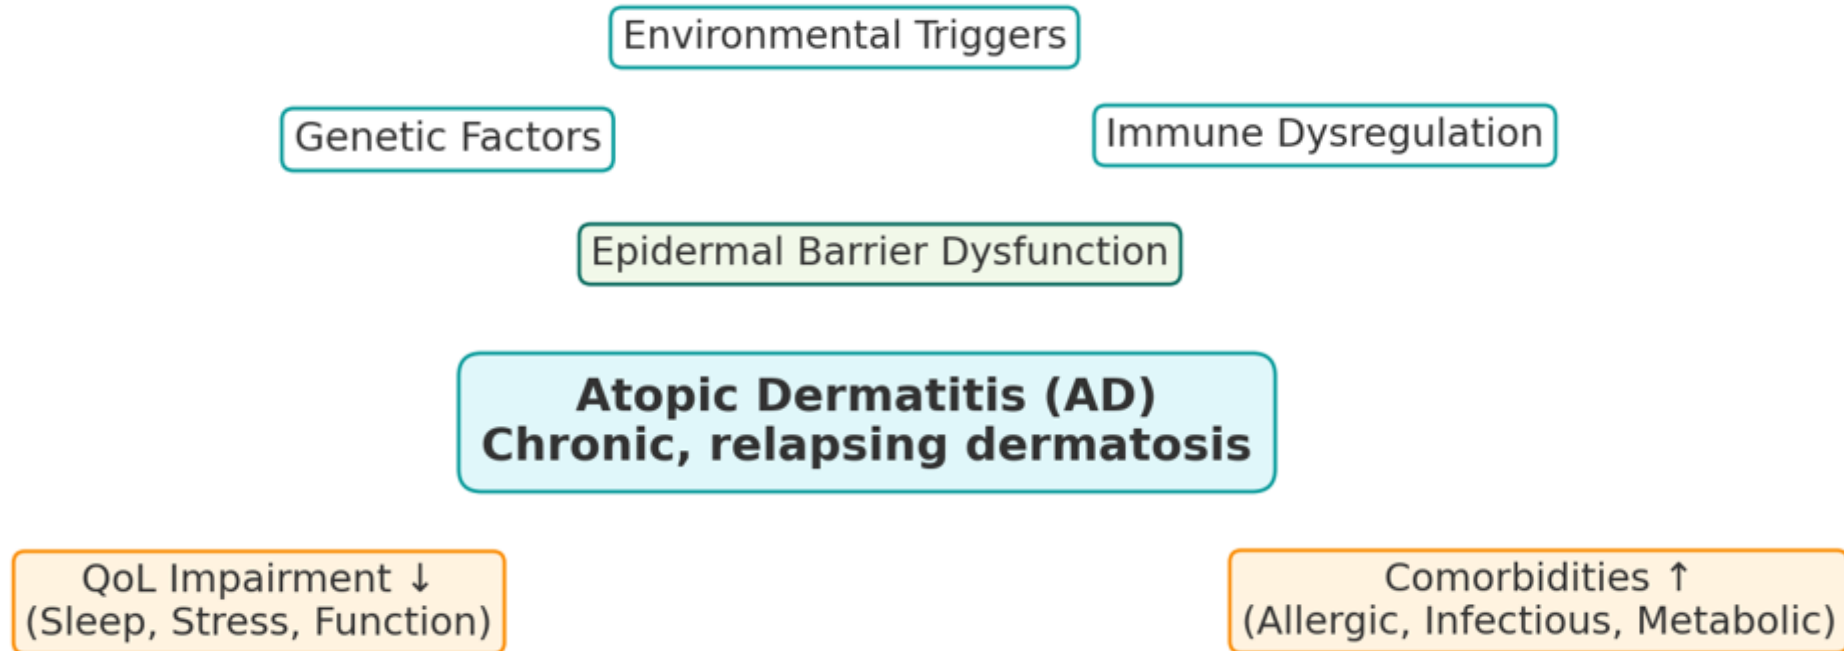 Environmental Triggers
Genetic Factors
Immune Dysregulation
Epidermal Barrier Dysfunction
Atopic Dermatitis (AD)
Chronic, relapsing dermatosis
QoL Impairment ↓
(Sleep, Stress, Function)
Comorbidities ↑
(Allergic, Infectious, Metabolic)